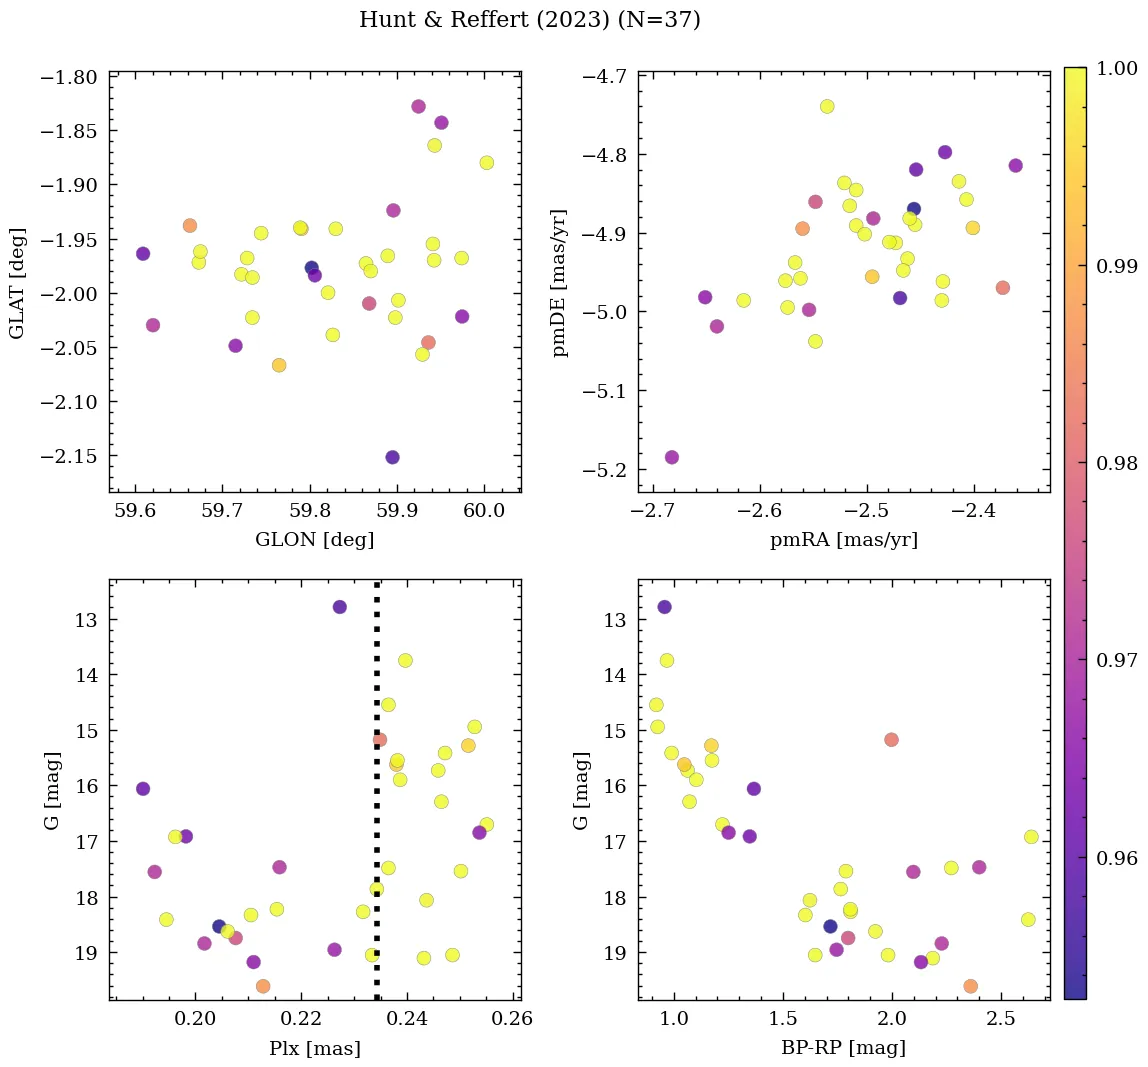 Hunt & Reffert (2023) (N=37)
−1.80
−1.85
−1.90
−1.95
−2.00
−2.05
−2.10
−2.15
GLAT [deg]
59.6 59.7 59.8 59.9 60.0
GLON [deg]
−4.7
−4.8
−4.9
−5.0
−5.1
−5.2
pmDE [mas/yr]
−2.7 −2.6 −2.5 −2.4
pmRA [mas/yr]
13
14
15
16
17
18
19
G [mag]
0.20 0.22 0.24 0.26
Plx [mas]
13
14
15
16
17
18
19
G [mag]
1.0 1.5 2.0 2.5
BP-RP [mag]
1.00
0.99
0.98
0.97
0.96